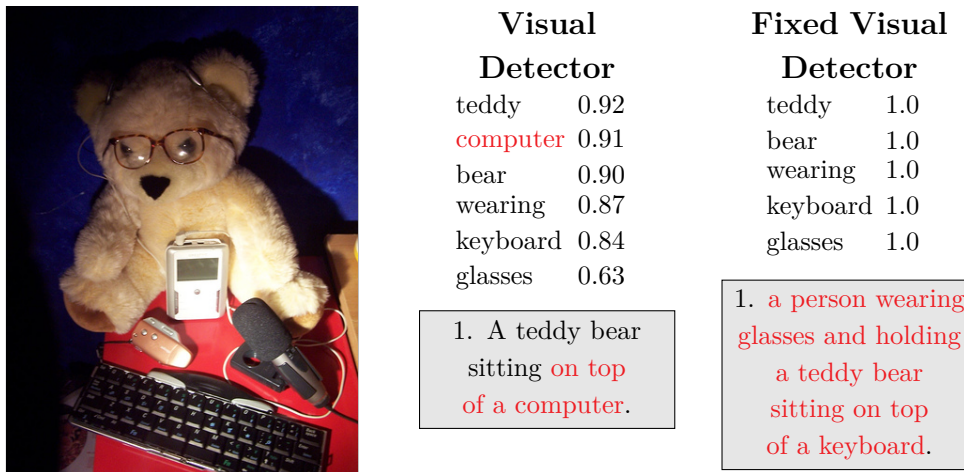 Visual
Detector
teddy 0.92
computer 0.91
bear 0.90
wearing 0.87
keyboard 0.84
glasses 0.63
1. A teddy bear
sitting on top
of a computer.
Fixed Visual
Detector
teddy 1.0
bear 1.0
wearing 1.0
keyboard 1.0
glasses 1.0
1. a person wearing
glasses and holding
a teddy bear
sitting on top
of a keyboard.